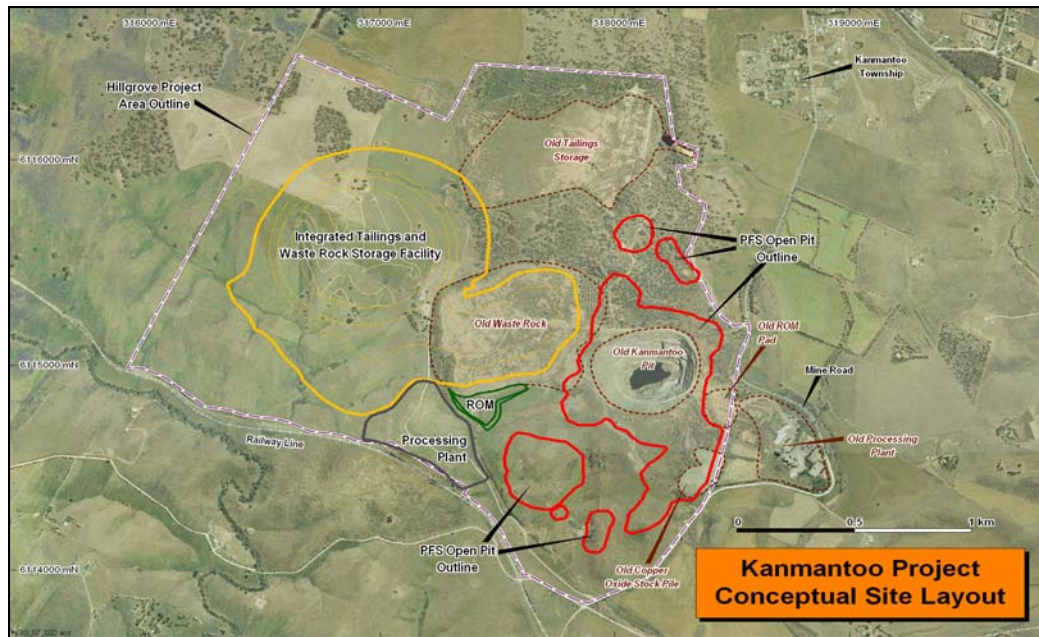 316000 mE
317000 mE
318000 mE
319000 mE
Kanmantoo
Township
Hillgrove Project
Area Outline
6116000 mN
Old Tailings
Storage
Integrated Tailings and
Waste Rock Storage Facility
PFS Open Pit
Outline
Old Waste Rock
Old ROM
Pad
Old Kanmantoo
Pit
6115000 mN
Mine Road
ROM
Railway Line
Processing
Plant
Old Processing
Plant
0 0.5 1 km
PFS Open Pit
Outline
6114000 mN
Old Copper
Oxide Stock Pile
Kanmantoo Project
Conceptual Site Layout